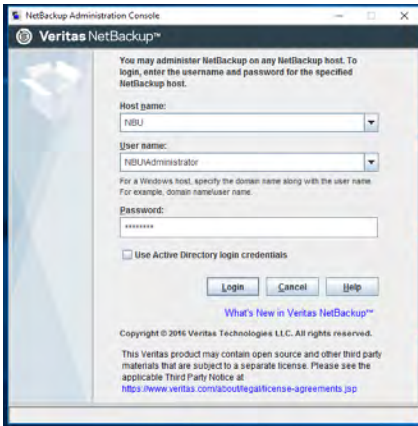 NetBackup Administration Console
Veritas NetBackup™
You may administer NetBackup on any NetBackup host. To
login, enter the username and password for the specified
NetBackup host.
Host name:
NBU
User name:
NBU\Administrator
For a Windows host, specify the domain name along with the user name.
For example, domain name\user name.
Password:
********
Use Active Directory login credentials
Login Cancel Help
What's New in Veritas NetBackup™
Copyright © 2016 Veritas Technologies LLC. All rights reserved.
This Veritas product may contain open source and other third party
materials that are subject to a separate license. Please see the
applicable Third Party Notice at
https://www.veritas.com/about/legal/license-agreements.jsp